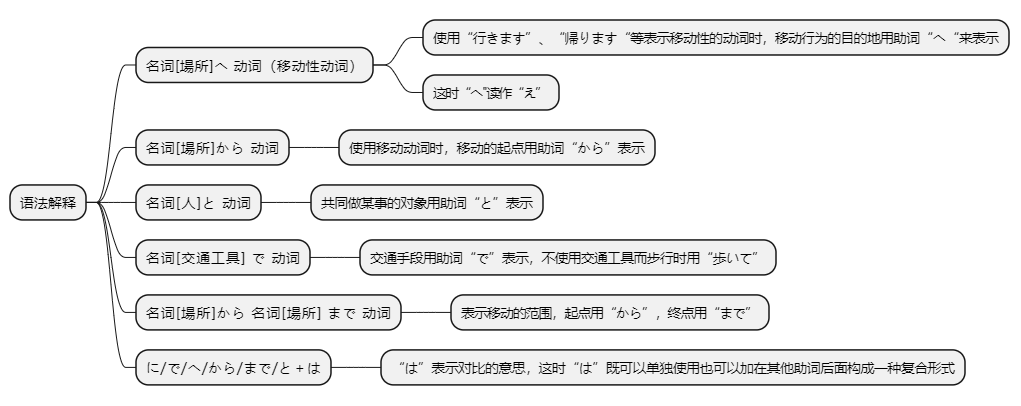 语法解释
名词[場所]へ 动词（移动性动词）
使用“行きます”、“帰ります“等表示移动性的动词时，移动行为的目的地用助词“へ“来表示
这时“へ”读作“え”
名词[場所]から 动词
使用移动动词时，移动的起点用助词“から”表示
名词[人]と 动词
共同做某事的对象用助词“と”表示
名词[交通工具] で 动词
交通手段用助词“で”表示，不使用交通工具而步行时用“歩いて”
名词[場所]から 名词[場所] まで 动词
表示移动的范围，起点用“から”，终点用“まで”
に/で/へ/から/まで/と + は
“は”表示对比的意思，这时“は”既可以单独使用也可以加在其他助词后面构成一种复合形式